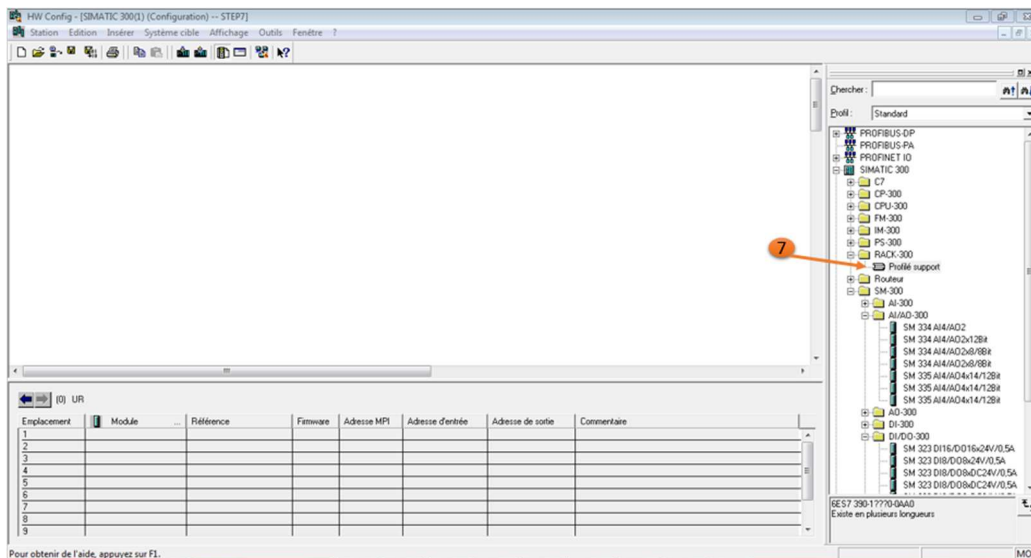 HW Config - [SIMATIC 300(1) (Configuration) -- STEP7]
Station Edition Insérer Système cible Affichage Outils Fenêtre ?
Chercher :
Profil : Standard
PROFIBUS-DP
PROFIBUS-PA
PROFINET IO
SIMATIC 300
C7
CP-300
CPU-300
FM-300
IM-300
PS-300
RACK-300
7
Profilé support
Routeur
SM-300
AI-300
AI/AO-300
SM 334 AI4/AO2
SM 334 AI4/AO2x12Bit
SM 334 AI4/AO2x8/8Bit
SM 334 AI4/AO2x8/8Bit
SM 335 AI4/AO4x14/12Bit
SM 335 AI4/AO4x14/12Bit
SM 335 AI4/AO4x14/12Bit
AO-300
DI-300
DI/DO-300
SM 323 DI16/DO16x24V/0,5A
SM 323 DI8/DO8x24V/0,5A
SM 323 DI8/DO8xDC24V/0,5A
SM 323 DI8/DO8xDC24V/0,5A
(0) UR
Emplacement Module ... Référence Firmware Adresse MPI Adresse d'entrée Adresse de sortie Commentaire
1
2
3
4
5
6
7
8
9
6ES7 390-1???0-0AA0
Existe en plusieurs longueurs
Pour obtenir de l'aide, appuyez sur F1.